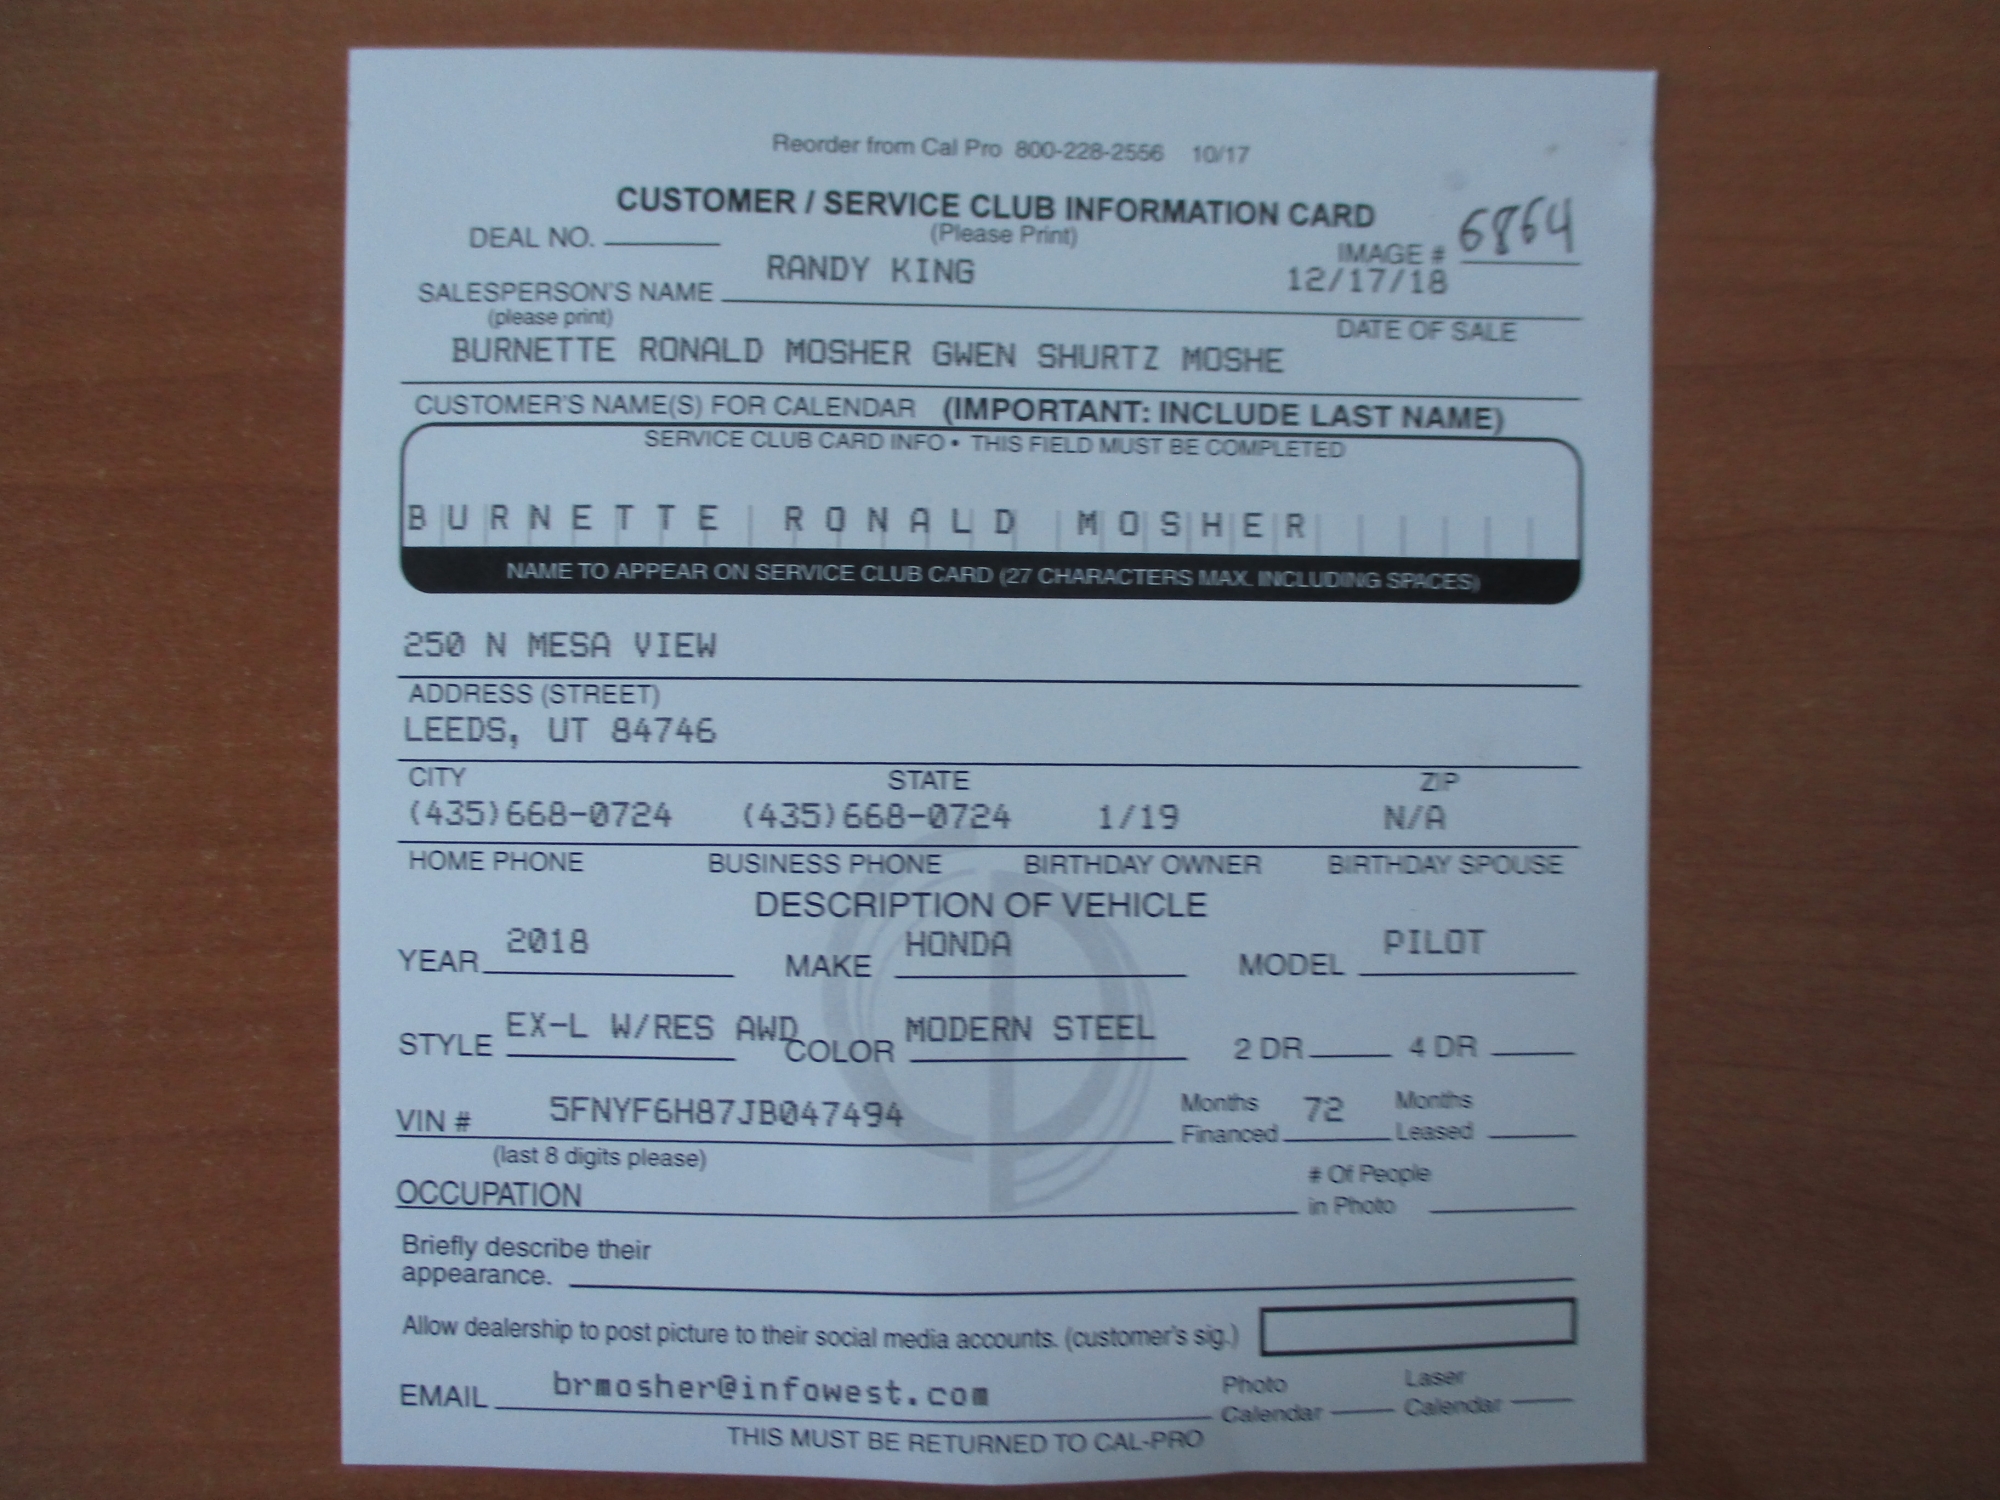 Reorder from Cal Pro 800-228-2556 10/17
CUSTOMER / SERVICE CLUB INFORMATION CARD
DEAL NO. (Please Print) IMAGE # 6864
SALESPERSON'S NAME RANDY KING 12/17/18
(please print) DATE OF SALE
BURNETTE RONALD MOSHER GWEN SHURTZ MOSHE
CUSTOMER'S NAME(S) FOR CALENDAR (IMPORTANT: INCLUDE LAST NAME)
SERVICE CLUB CARD INFO • THIS FIELD MUST BE COMPLETED
BURNETTE RONALD MOSHER
NAME TO APPEAR ON SERVICE CLUB CARD (27 CHARACTERS MAX. INCLUDING SPACES)
250 N MESA VIEW
ADDRESS (STREET)
LEEDS, UT 84746
CITY STATE ZIP
(435)668-0724 (435)668-0724 1/19 N/A
HOME PHONE BUSINESS PHONE BIRTHDAY OWNER BIRTHDAY SPOUSE
DESCRIPTION OF VEHICLE
YEAR 2018 MAKE HONDA MODEL PILOT
STYLE EX-L W/RES AWD COLOR MODERN STEEL 2 DR 4 DR
VIN # 5FNYF6H87JB047494 Months Financed 72 Months Leased
(last 8 digits please)
OCCUPATION # Of People in Photo
Briefly describe their
appearance.
Allow dealership to post picture to their social media accounts. (customer's sig.)
EMAIL brmosher@infowest.com Photo Calendar Laser Calendar
THIS MUST BE RETURNED TO CAL-PRO